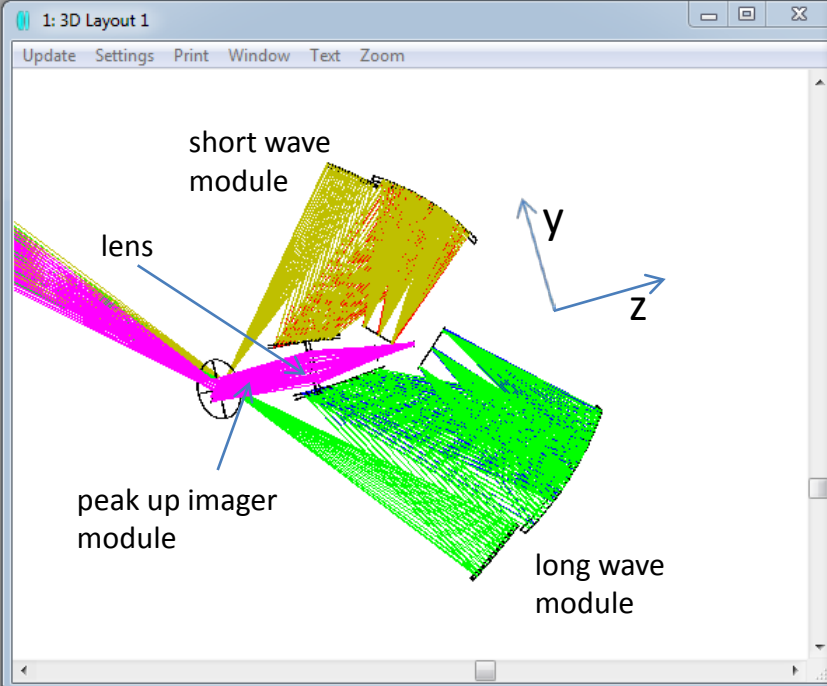 1: 3D Layout 1
Update Settings Print Window Text Zoom
short wave
module
lens
y
z
peak up imager
module
long wave
module